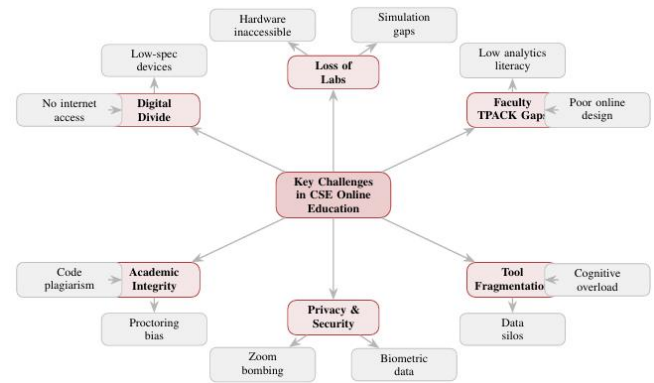 Hardware
inaccessible
Simulation
gaps
Low-spec
devices
Loss of
Labs
Low analytics
literacy
No internet
access
Digital
Divide
Faculty
TPACK Gaps
Poor online
design
Key Challenges
in CSE Online
Education
Code
plagiarism
Academic
Integrity
Tool
Fragmentatio
Cognitive
overload
Proctoring
bias
Privacy &
Security
Data
silos
Zoom
bombing
Biometric
data